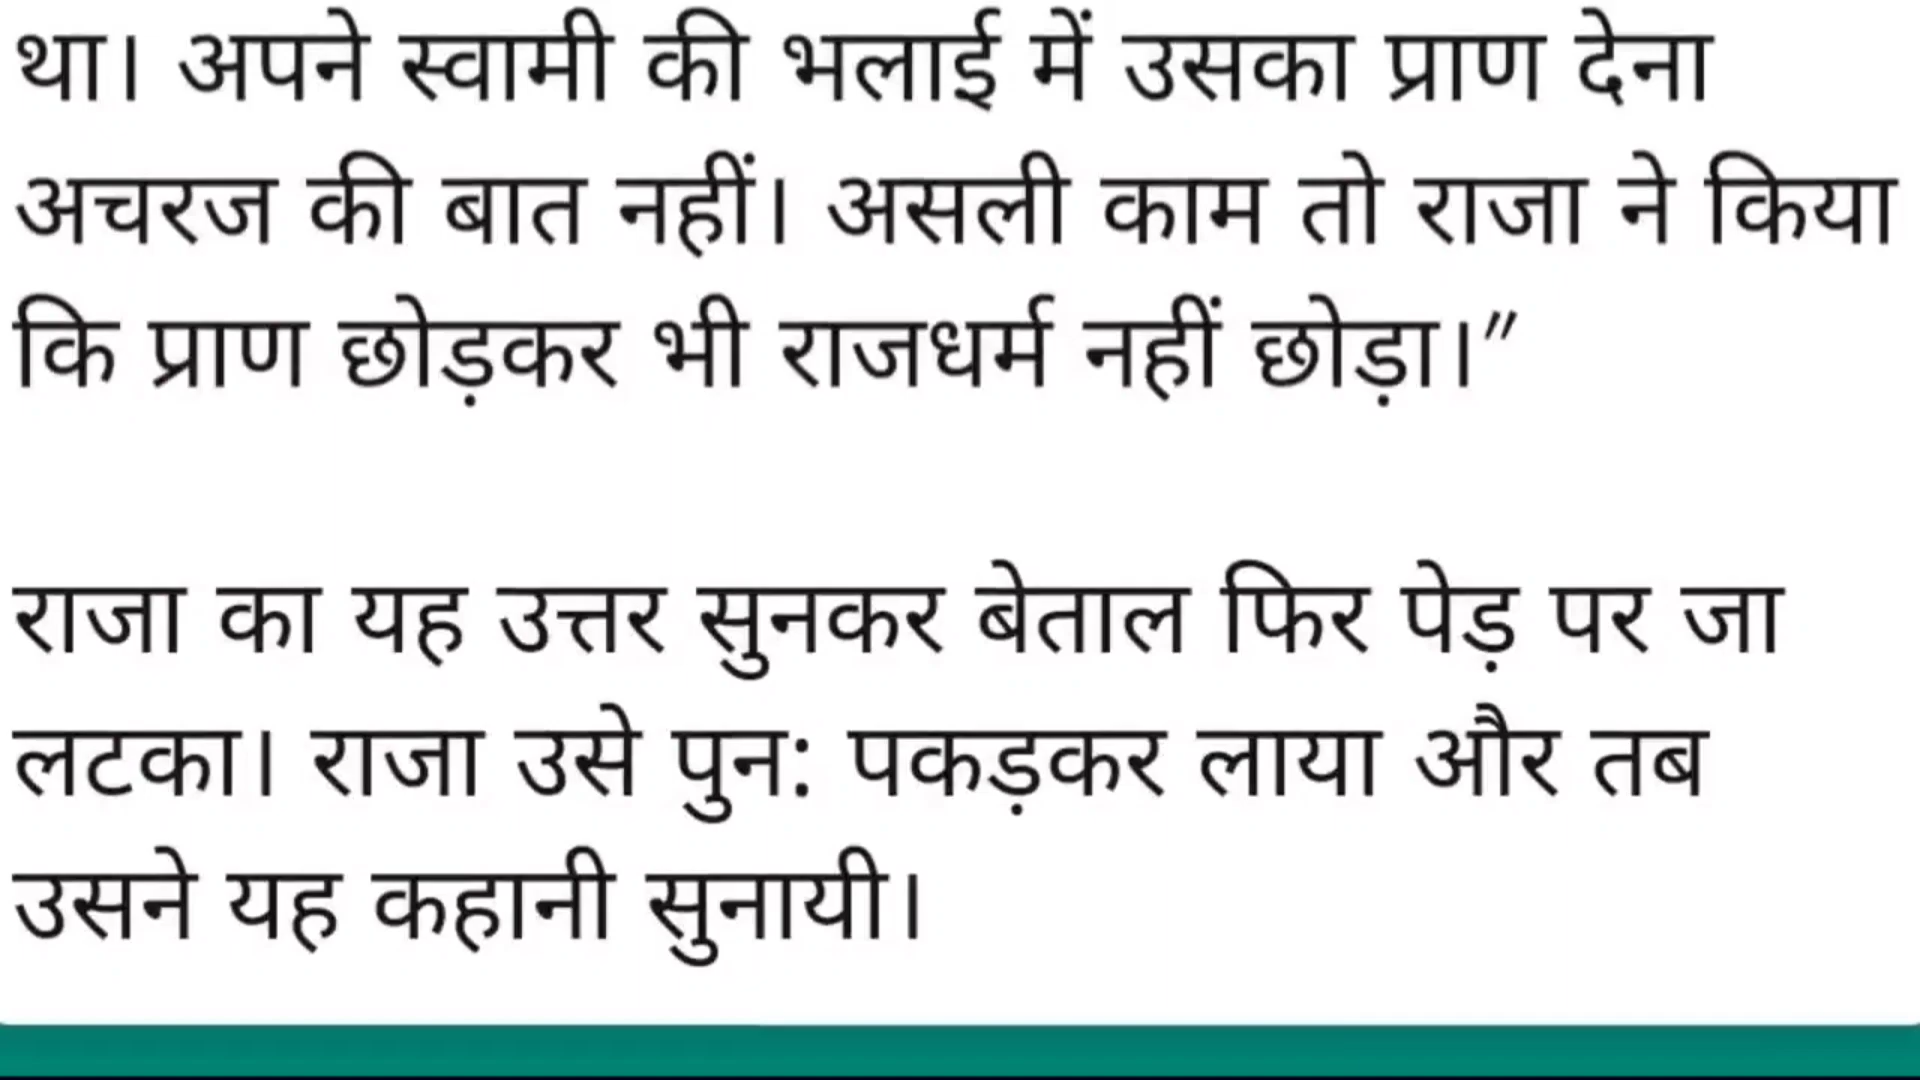 था। अपने स्वामी की भलाई में उसका प्राण देना
अचरज की बात नहीं। असली काम तो राजा ने किया
कि प्राण छोड़कर भी राजधर्म नहीं छोड़ा।”
राजा का यह उत्तर सुनकर बेताल फिर पेड़ पर जा
लटका। राजा उसे पुन: पकड़कर लाया और तब
उसने यह कहानी सुनायी।